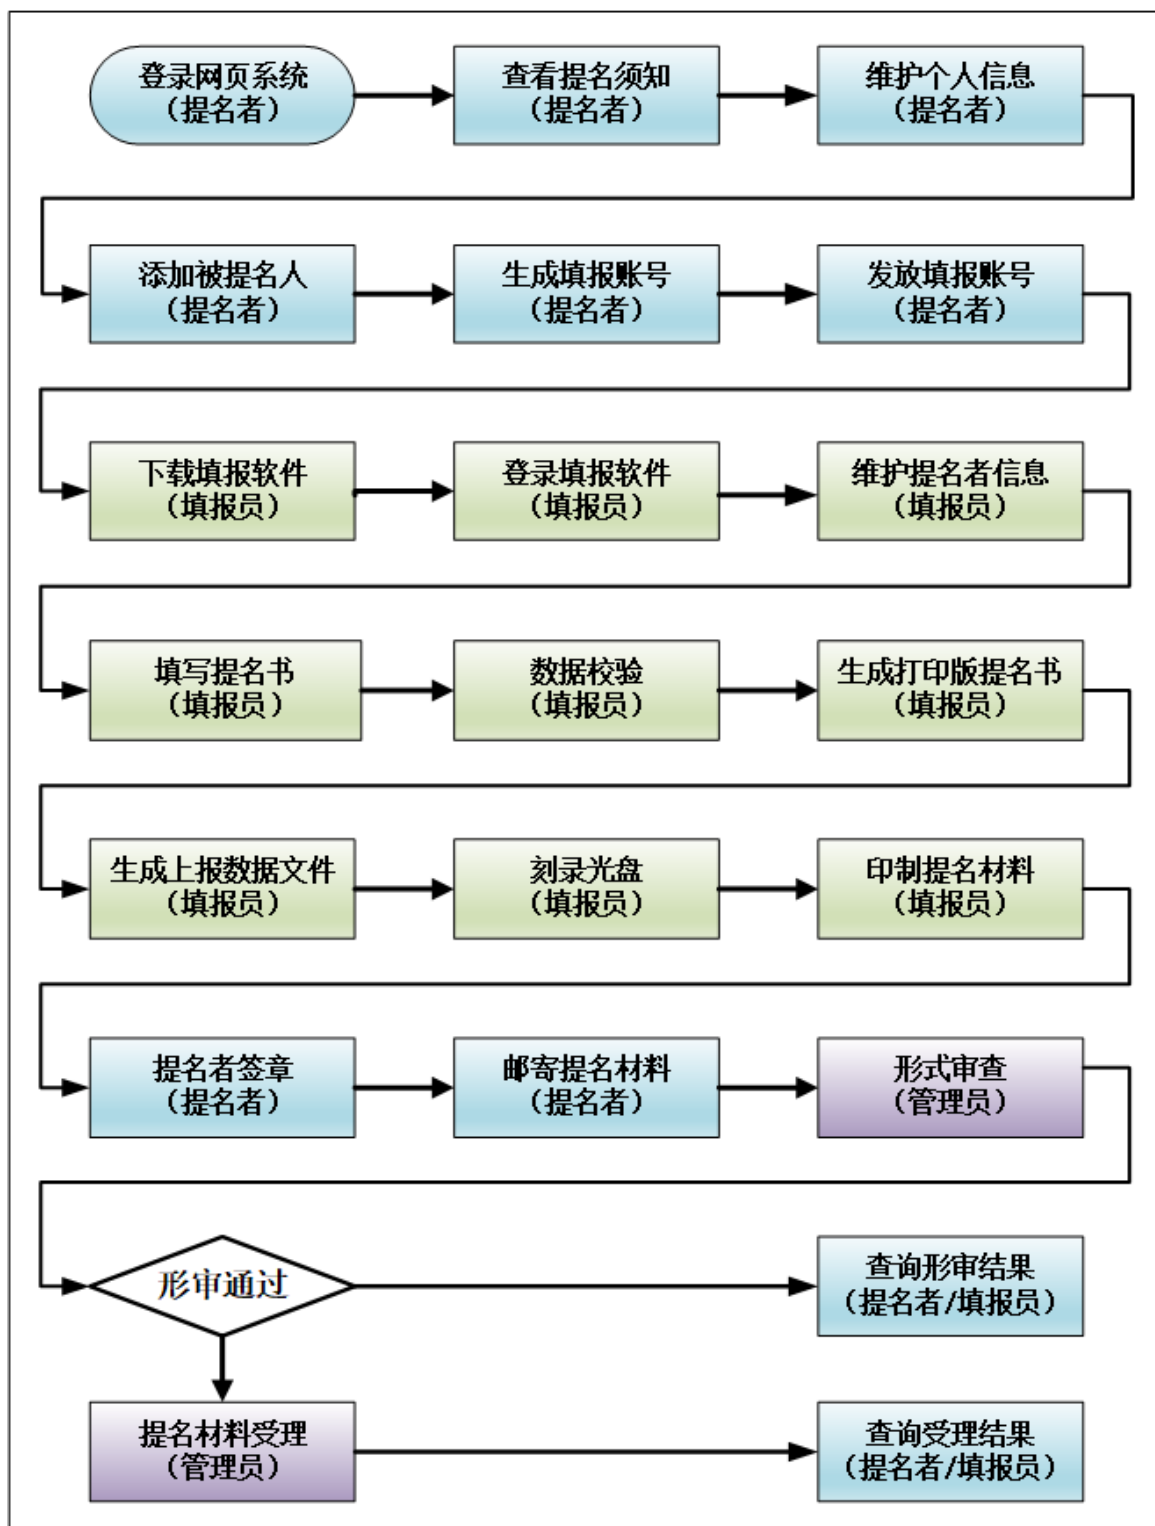 登录网页系统
（提名者）
查看提名须知
（提名者）
维护个人信息
（提名者）
添加被提名人
（提名者）
生成填报账号
（提名者）
发放填报账号
（提名者）
下载填报软件
（填报员）
登录填报软件
（填报员）
维护提名者信息
（填报员）
填写提名书
（填报员）
数据校验
（填报员）
生成打印版提名书
（填报员）
生成上报数据文件
（填报员）
刻录光盘
（填报员）
印制提名材料
（填报员）
提名者签章
（提名者）
邮寄提名材料
（提名者）
形式审查
（管理员）
形审通过
查询形审结果
（提名者/填报员）
提名材料受理
（管理员）
查询受理结果
（提名者/填报员）